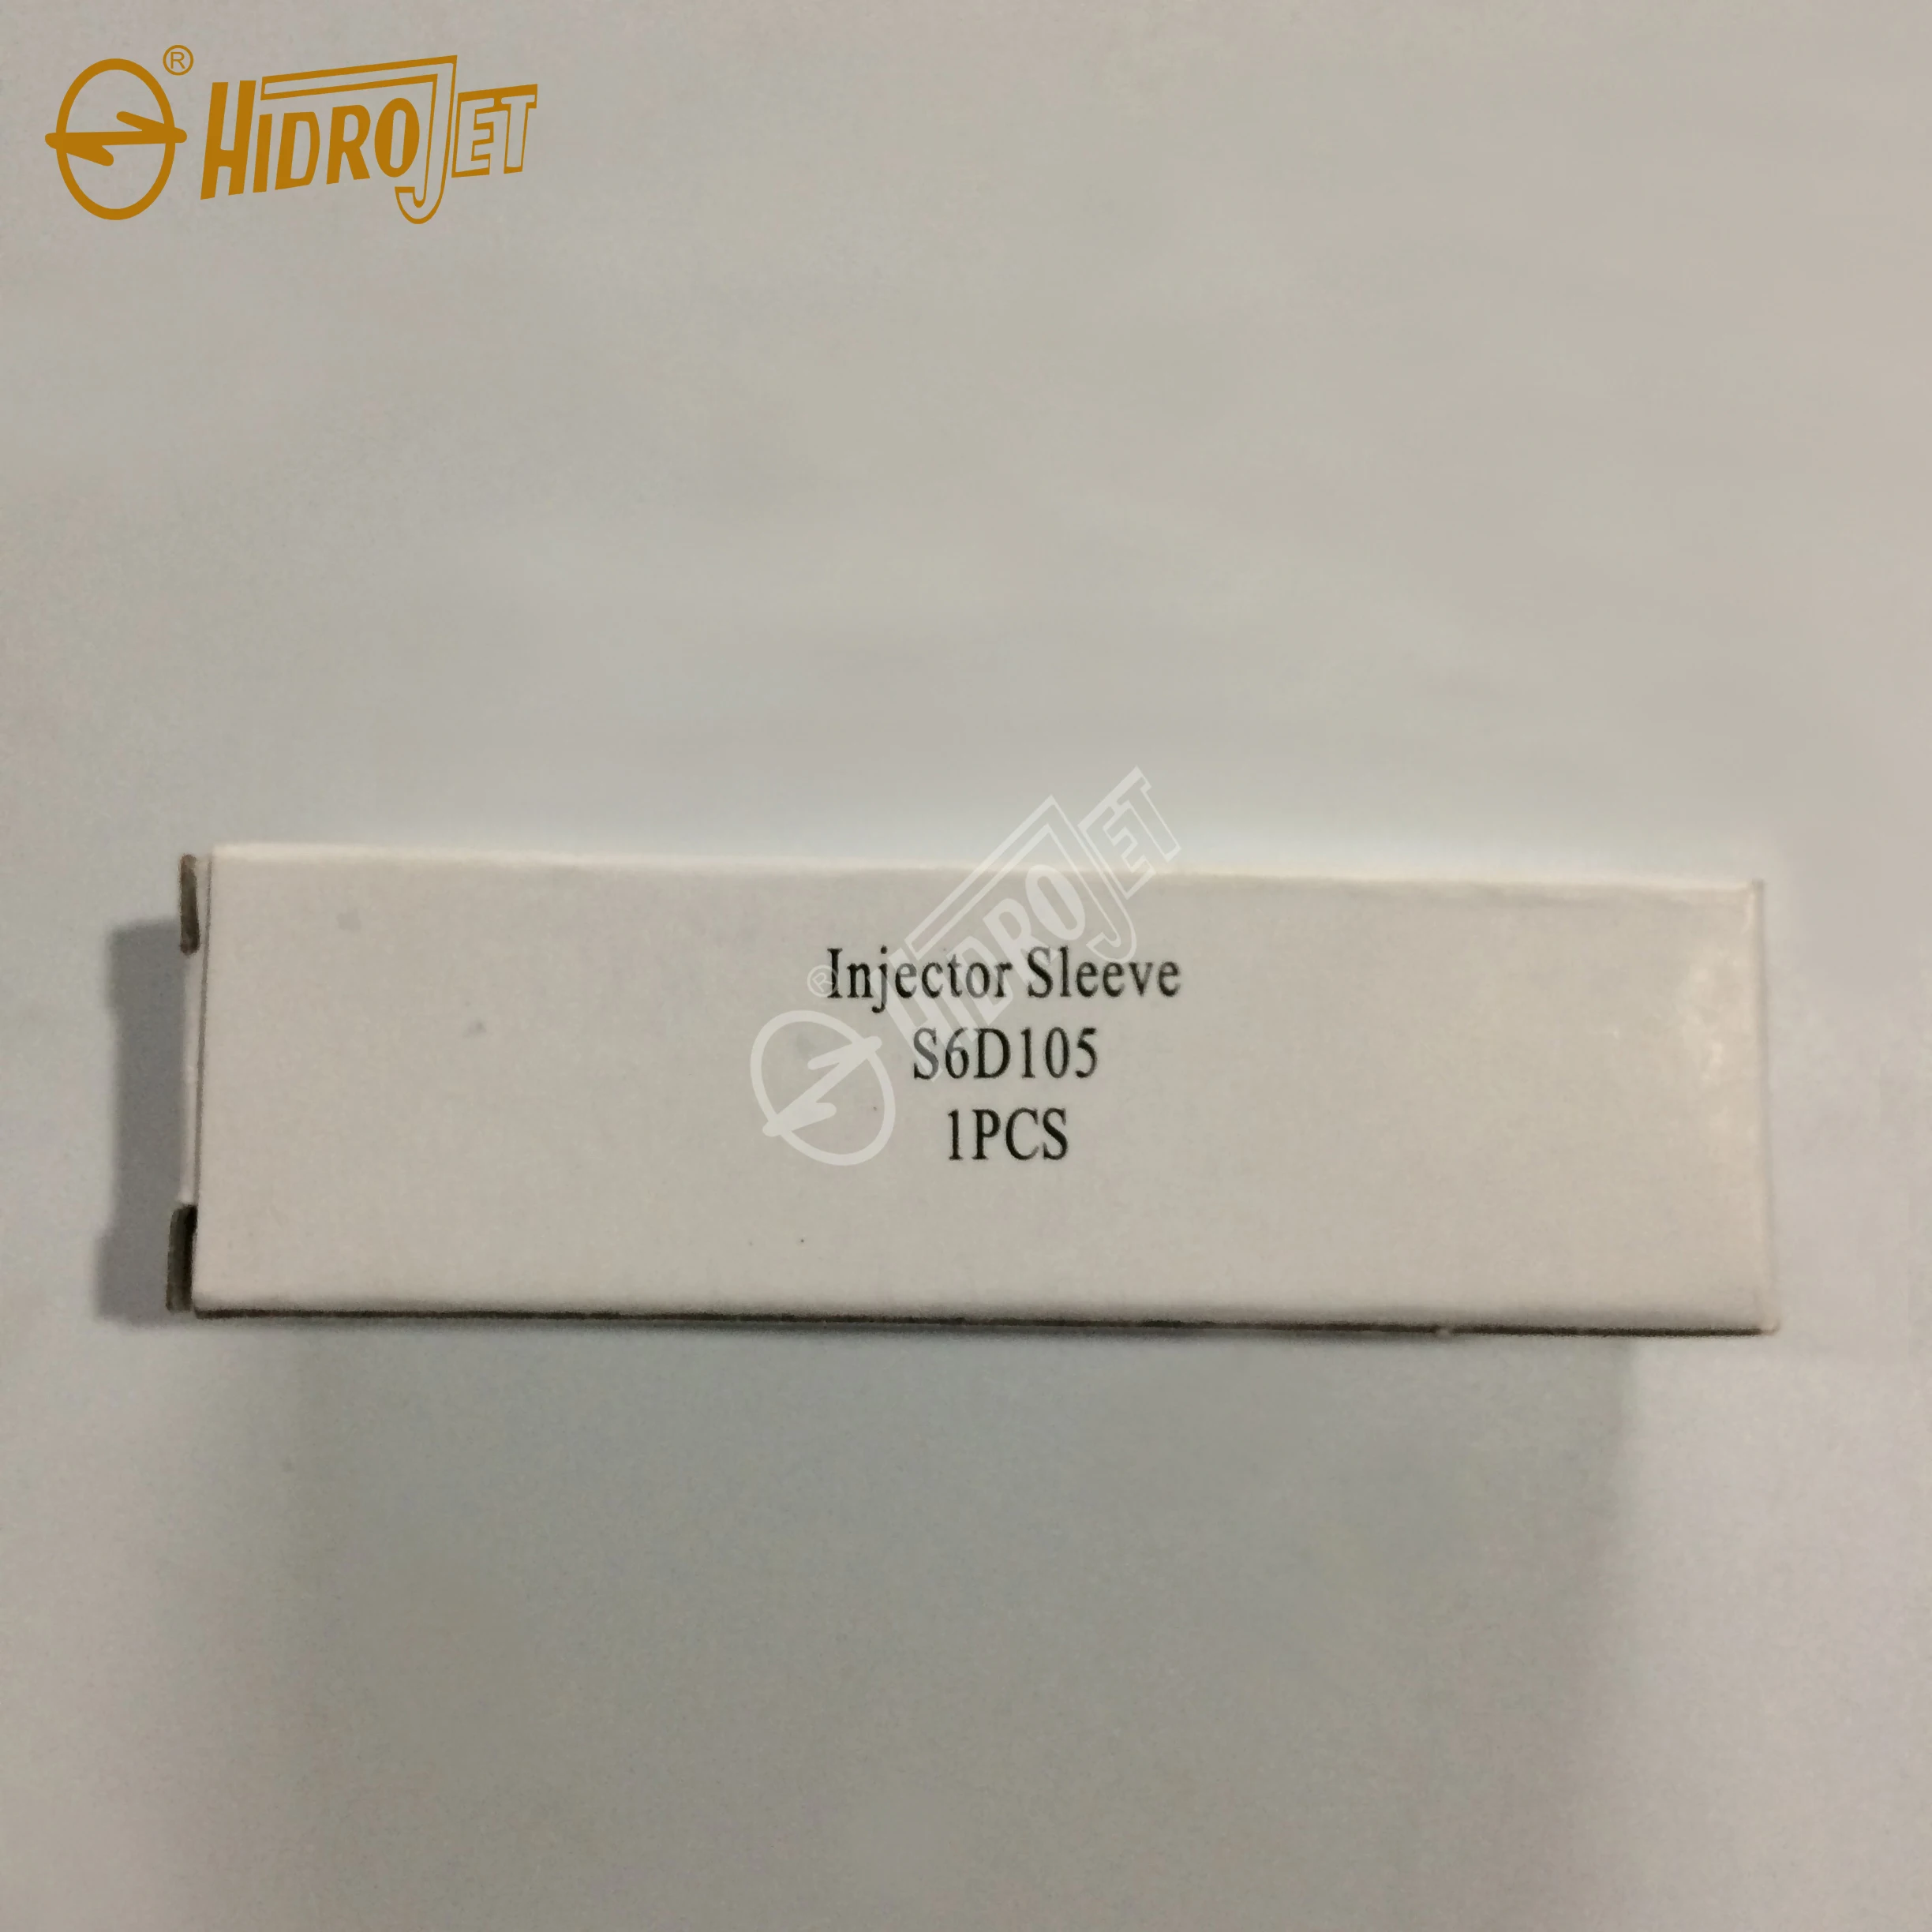 ® HIDROJET
Injector Sleeve
S6D105
1PCS
® HIDROJET